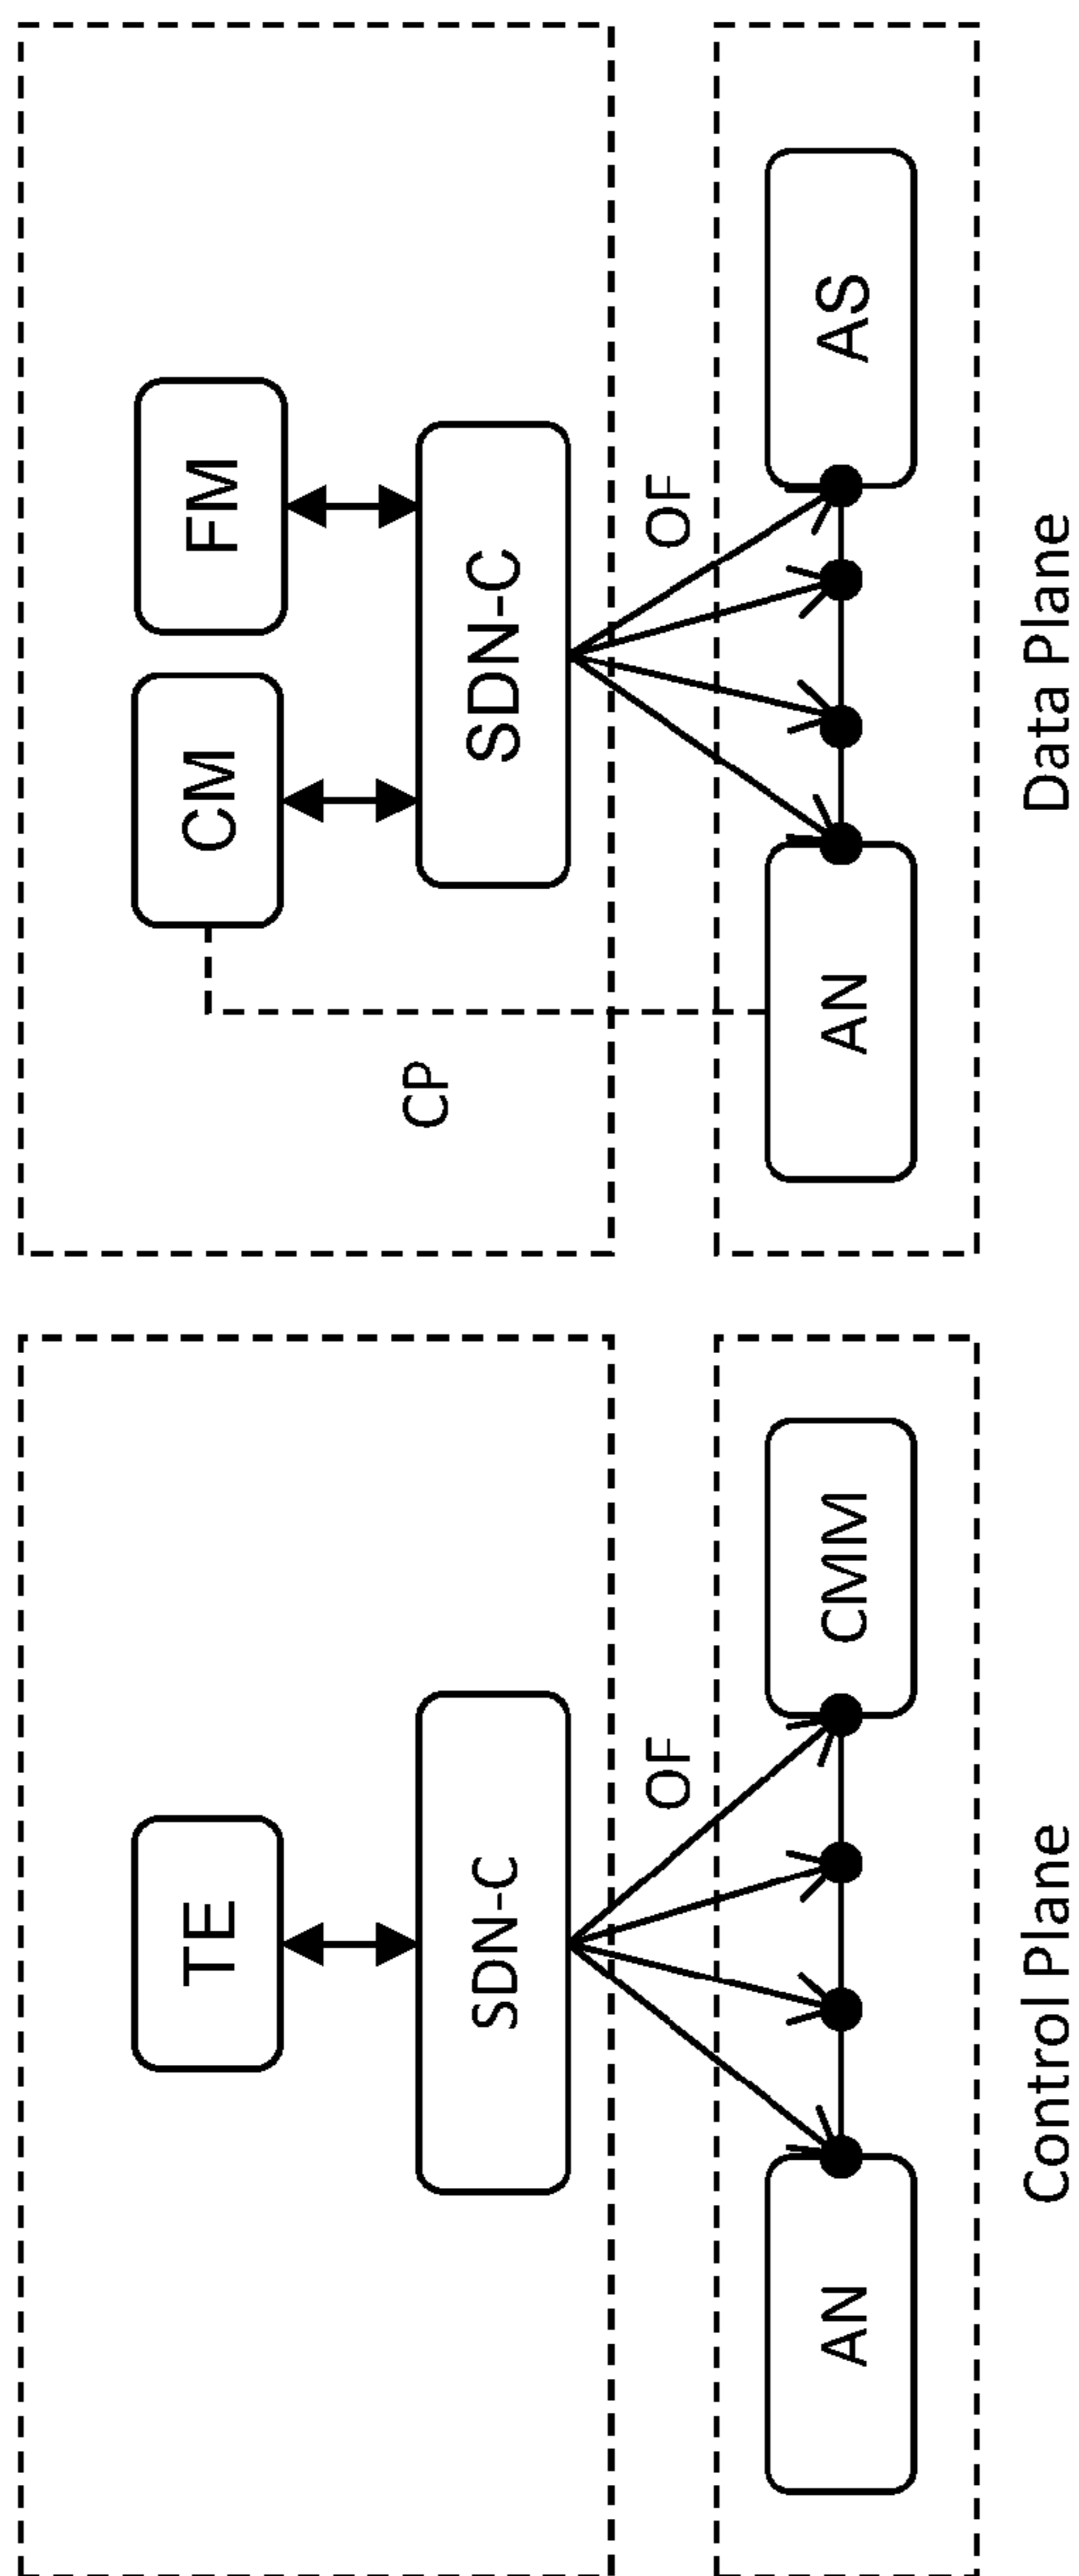 TE
SDN-C
OF
AN
CMM
Control Plane
CM
FM
SDN-C
CP
OF
AN
AS
Data Plane